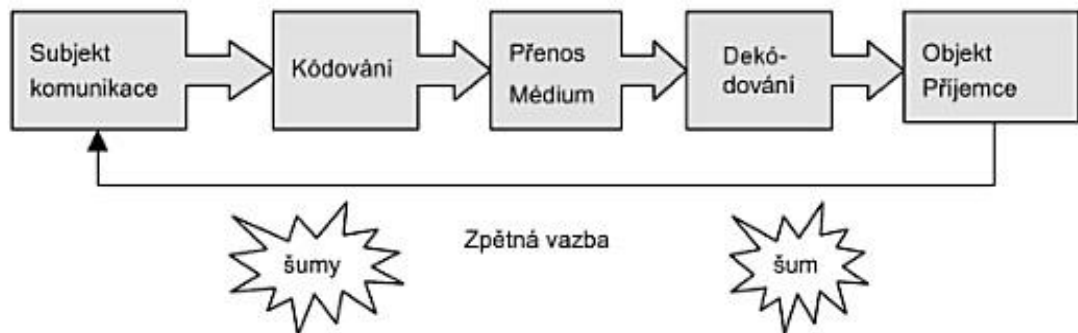 Subjekt
komunikace
Kódování
Přenos
Médium
Dekó-
dování
Objekt
Příjemce
Zpětná vazba
šumy
šum